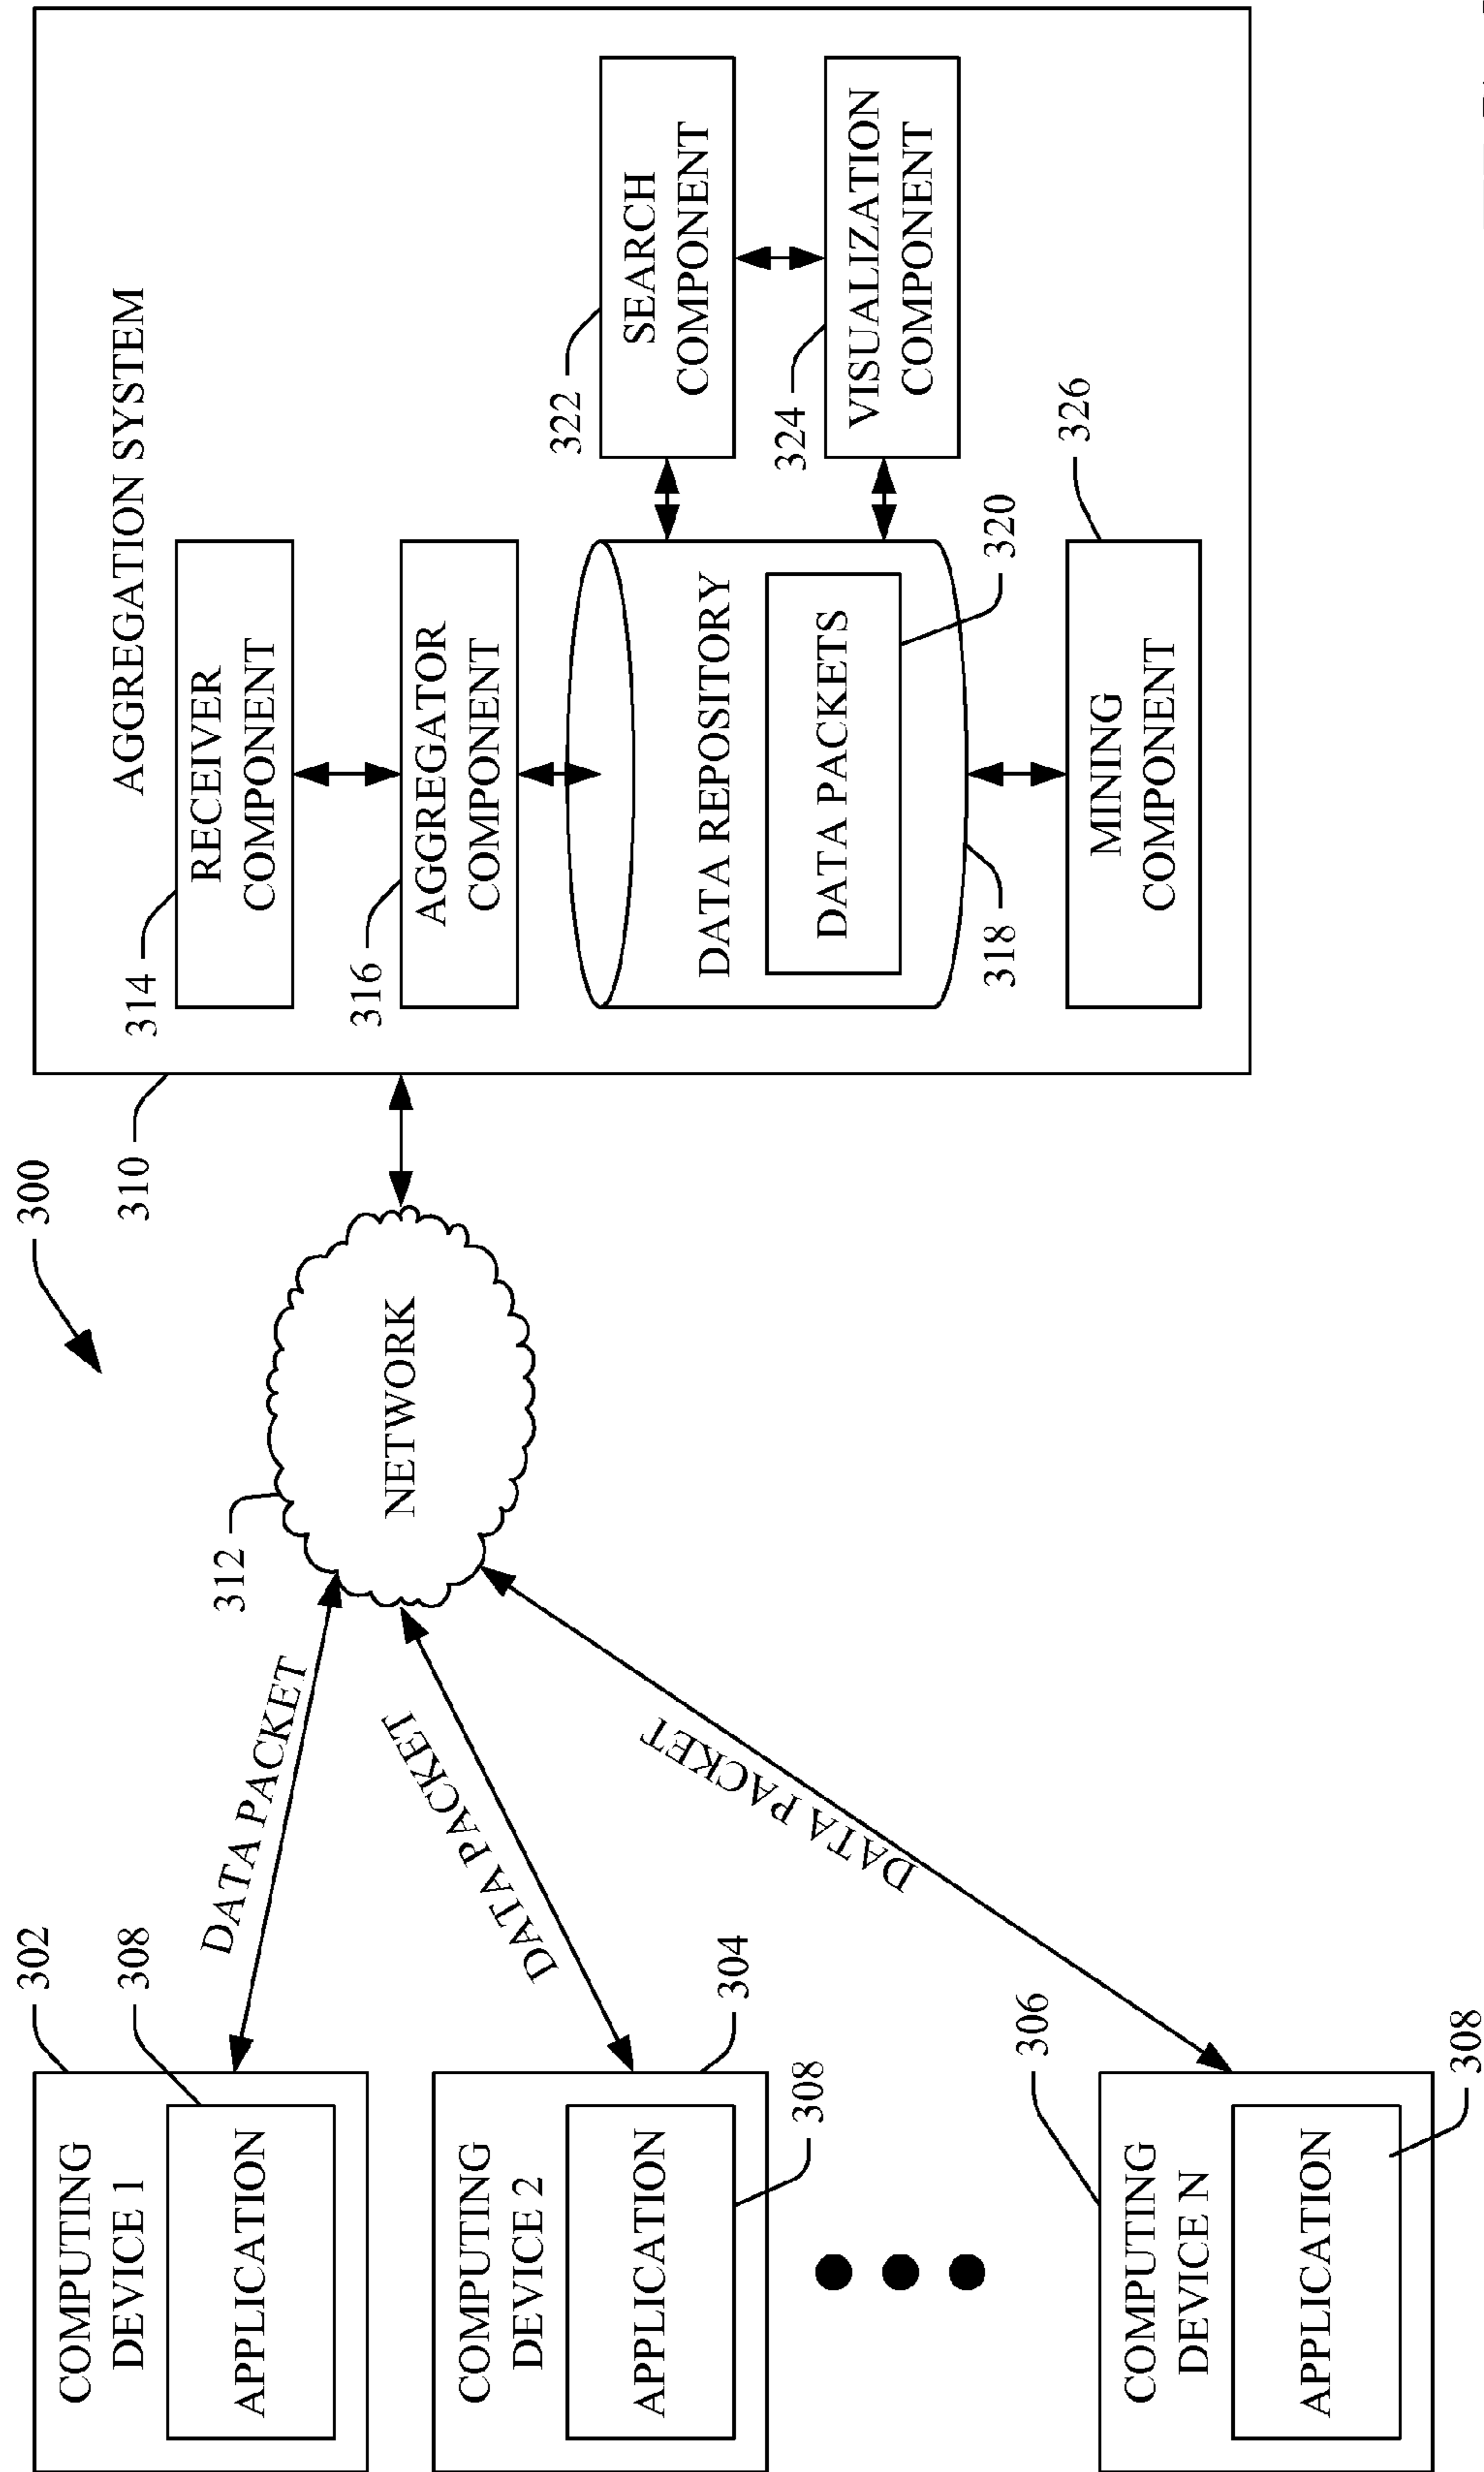 300
302
COMPUTING
DEVICE 1
308
APPLICATION
DATA PACKET
COMPUTING
DEVICE 2
304
APPLICATION
308
DATA PACKET
306
COMPUTING
DEVICE N
APPLICATION
308
DATA PACKET
312
NETWORK
310
AGGREGATION SYSTEM
314
RECEIVER
COMPONENT
316
AGGREGATOR
COMPONENT
322
SEARCH
COMPONENT
324
VISUALIZATION
COMPONENT
DATA REPOSITORY
DATA PACKETS
320
318
326
MINING
COMPONENT